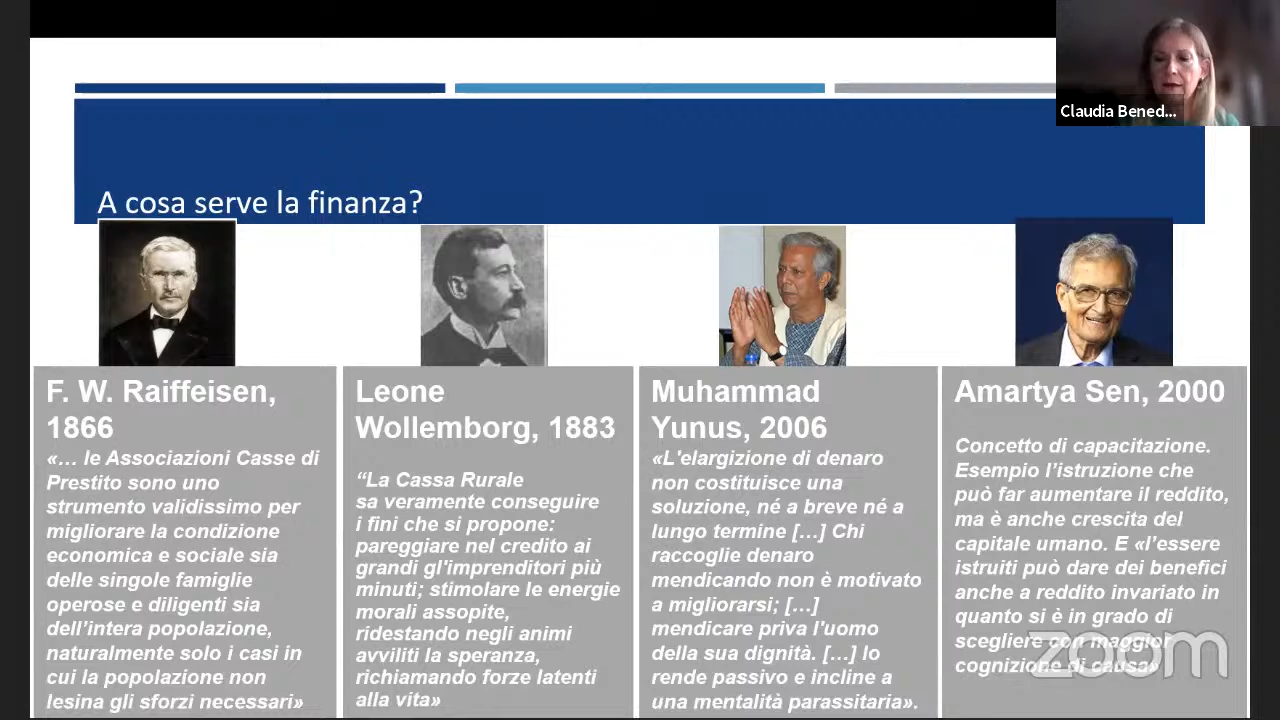 Claudia Bened...
A cosa serve la finanza?
F. W. Raiffeisen,
1866
«... le Associazioni Casse di
Prestito sono uno
strumento validissimo per
migliorare la condizione
economica e sociale sia
delle singole famiglie
operose e diligenti sia
dell'intera popolazione,
naturalmente solo i casi in
cui la popolazione non
lesina gli sforzi necessari»
Leone
Wollemborg, 1883
“La Cassa Rurale
sa veramente conseguire
i fini che si propone:
pareggiare nel credito ai
grandi gl'imprenditori più
minuti; stimolare le energie
morali assopite,
ridestando negli animi
avviliti la speranza,
richiamando forze latenti
alla vita»
Muhammad
Yunus, 2006
«L'elargizione di denaro
non costituisce una
soluzione, né a breve né a
lungo termine [...] Chi
raccoglie denaro
mendicando non è motivato
a migliorarsi; [...]
mendicare priva l'uomo
della sua dignità. [...] lo
rende passivo e incline a
una mentalità parassitaria».
Amartya Sen, 2000
Concetto di capacitazione.
Esempio l'istruzione che
può far aumentare il reddito,
ma è anche crescita del
capitale umano. E «l'essere
istruiti può dare dei benefici
anche a reddito invariato in
quanto si è in grado di
scegliere con maggior
cognizione di causa»
zoom